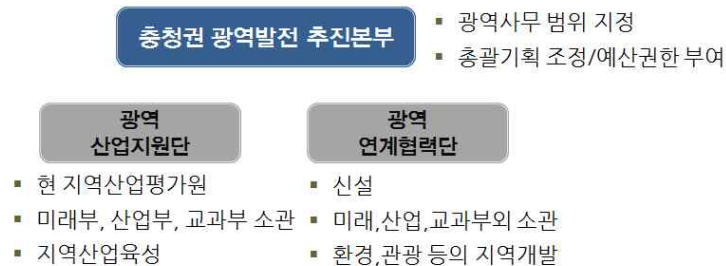 충청권 광역발전 추진본부
▪ 광역사무 범위 지정
▪ 총괄기획 조정/예산권한 부여
광역
산업지원단
▪ 현 지역산업평가원
▪ 미래부, 산업부, 교과부 소관
▪ 지역산업육성
광역
연계협력단
▪ 신설
▪ 미래,산업,교과부외 소관
▪ 환경,관광 등의 지역개발